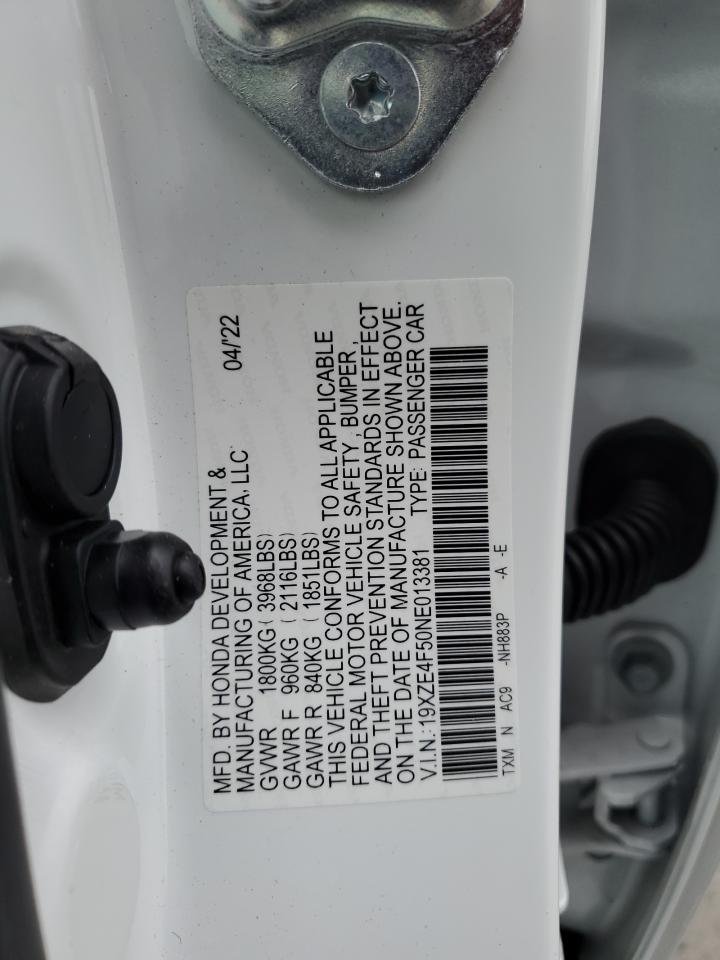 MFD. BY HONDA DEVELOPMENT & 04/'22
MANUFACTURING OF AMERICA, LLC
GVWR 1800KG (3968LBS)
GAWR F 960KG (2116LBS)
GAWR R 840KG (1851LBS)
THIS VEHICLE CONFORMS TO ALL APPLICABLE
FEDERAL MOTOR VEHICLE SAFETY, BUMPER,
AND THEFT PREVENTION STANDARDS IN EFFECT
ON THE DATE OF MANUFACTURE SHOWN ABOVE.
V.I.N.:19XZE4F50NE013381 TYPE: PASSENGER CAR
TXM N AC9 -NH883P -A -E